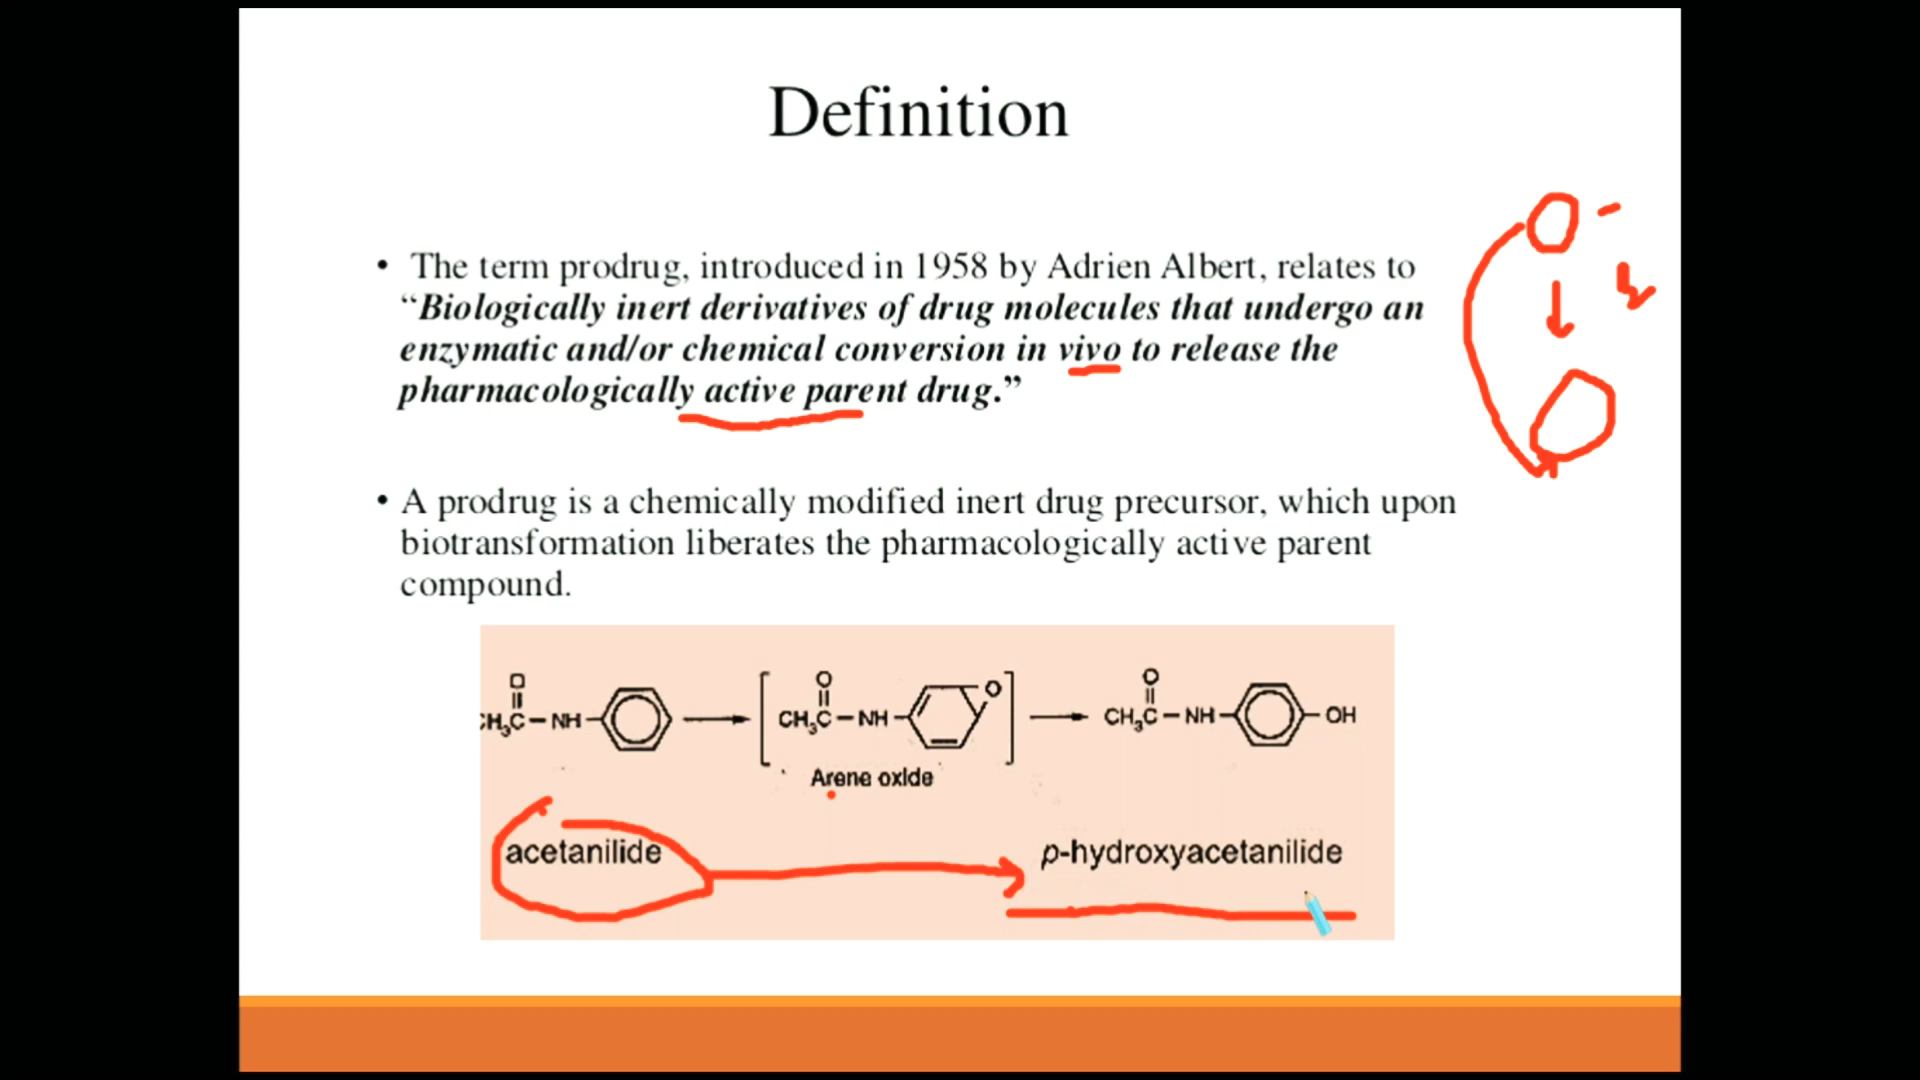 Definition
• The term prodrug, introduced in 1958 by Adrien Albert, relates to
“Biologically inert derivatives of drug molecules that undergo an
enzymatic and/or chemical conversion in vivo to release the
pharmacologically active parent drug.”
• A prodrug is a chemically modified inert drug precursor, which upon
biotransformation liberates the pharmacologically active parent
compound.
O O O O
CH₃C–NH– CH₃C–NH– CH₃C–NH– OH
Arene oxide
acetanilide p-hydroxyacetanilide